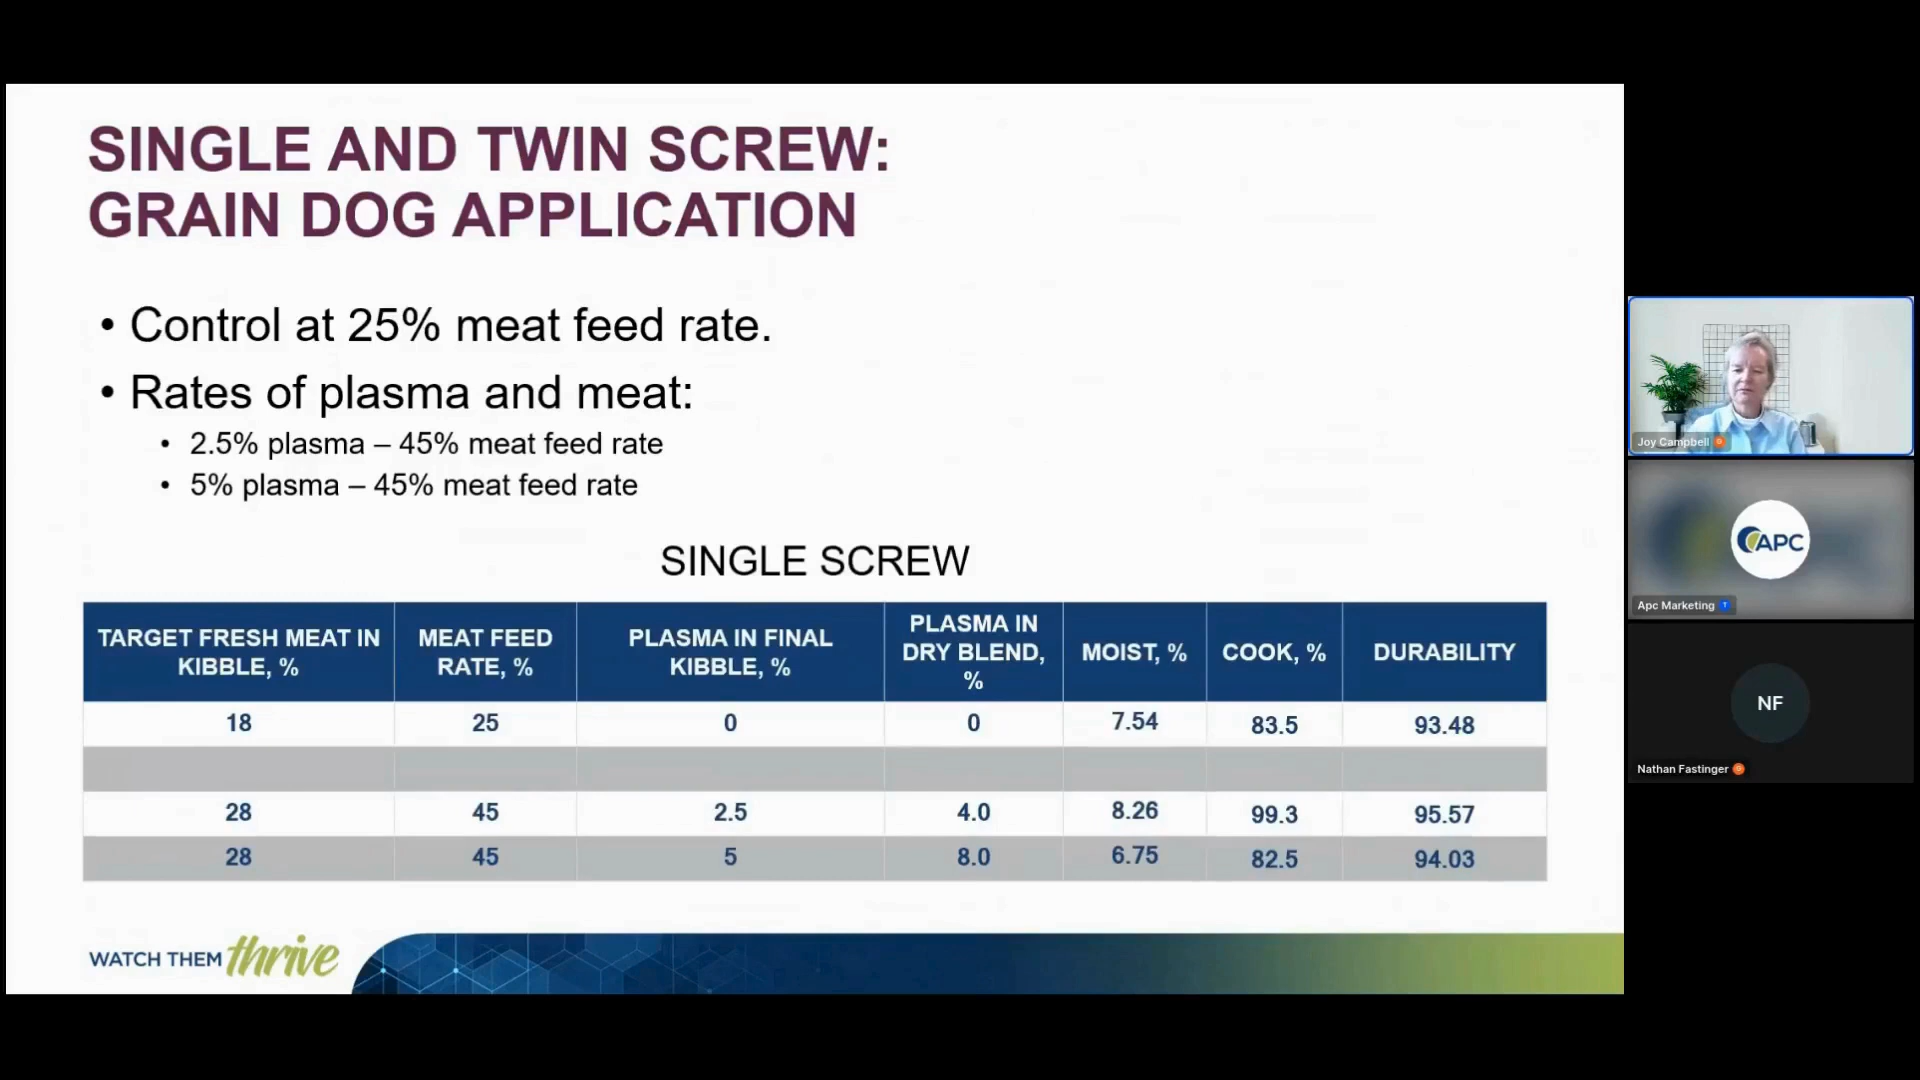 SINGLE AND TWIN SCREW:
GRAIN DOG APPLICATION
• Control at 25% meat feed rate.
• Rates of plasma and meat:
• 2.5% plasma – 45% meat feed rate
• 5% plasma – 45% meat feed rate
SINGLE SCREW
TARGET FRESH MEAT IN KIBBLE, % MEAT FEED RATE, % PLASMA IN FINAL KIBBLE, % PLASMA IN DRY BLEND, % MOIST, % COOK, % DURABILITY
18 25 0 0 7.54 83.5 93.48
28 45 2.5 4.0 8.26 99.3 95.57
28 45 5 8.0 6.75 82.5 94.03
WATCH THEM thrive
Joy Campbell
APC
Apc Marketing
NF
Nathan Fastinger